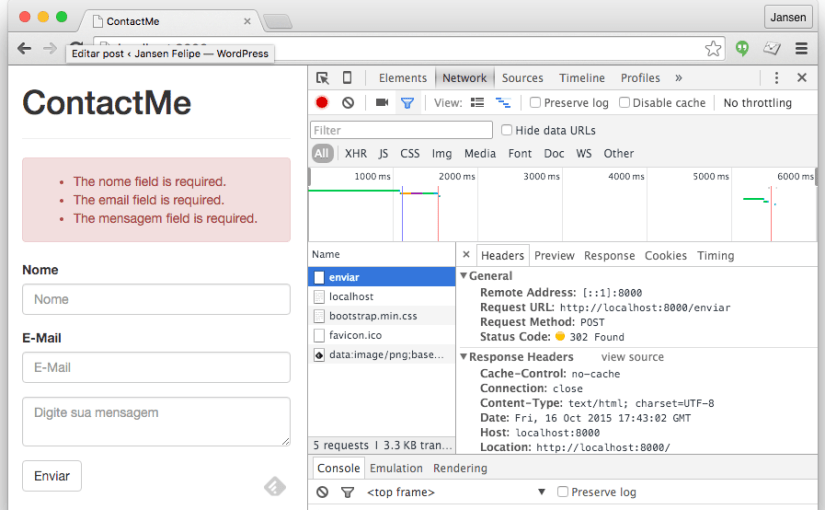 ContactMe
Jansen
Editar post ‹ Jansen Felipe — WordPress
ContactMe
The nome field is required.
The email field is required.
The mensagem field is required.
Nome
Nome
E-Mail
E-Mail
Digite sua mensagem
Enviar
Elements Network Sources Timeline Profiles »
View: Preserve log Disable cache No throttling
Filter Hide data URLs
All XHR JS CSS Img Media Font Doc WS Other
1000 ms 2000 ms 3000 ms 4000 ms 5000 ms 6000 ms
Name
enviar
localhost
bootstrap.min.css
favicon.ico
data:image/png;base...
5 requests I 3.3 KB tran...
× Headers Preview Response Cookies Timing
General
Remote Address: [::1]:8000
Request URL: http://localhost:8000/enviar
Request Method: POST
Status Code: 302 Found
Response Headers view source
Cache-Control: no-cache
Connection: close
Content-Type: text/html; charset=UTF-8
Date: Fri, 16 Oct 2015 17:43:02 GMT
Host: localhost:8000
Location: http://localhost:8000/
Console Emulation Rendering
<top frame> Preserve log